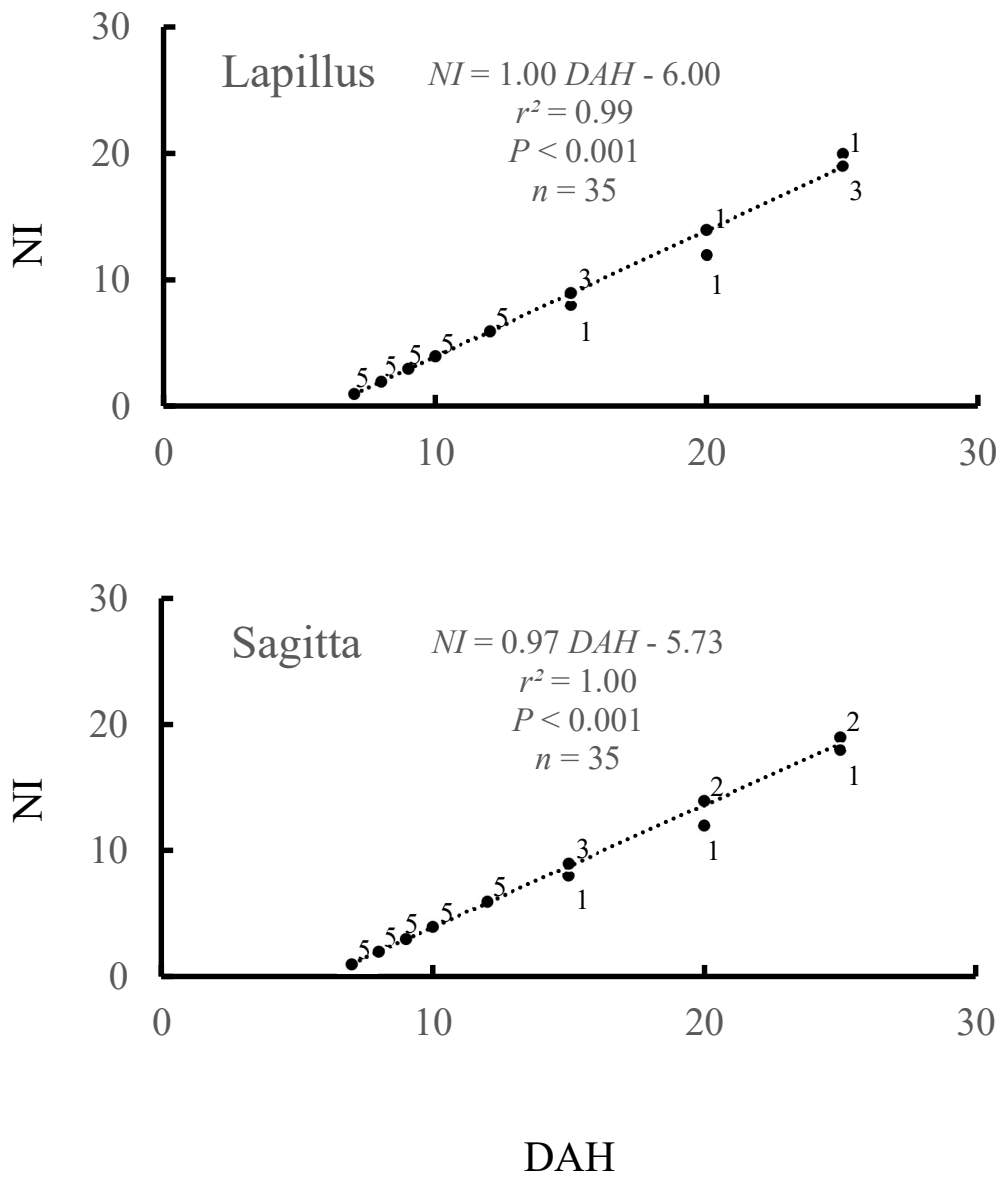 30
Lapillus
NI = 1.00 DAH - 6.00
r² = 0.99
P < 0.001
n = 35
20
10
0
NI
5 5 5 5 5 3 1 1 1 1 3
0 10 20 30
30
Sagitta
NI = 0.97 DAH - 5.73
r² = 1.00
P < 0.001
n = 35
20
10
0
NI
5 5 5 5 5 3 1 2 1 2 1
0 10 20 30
DAH